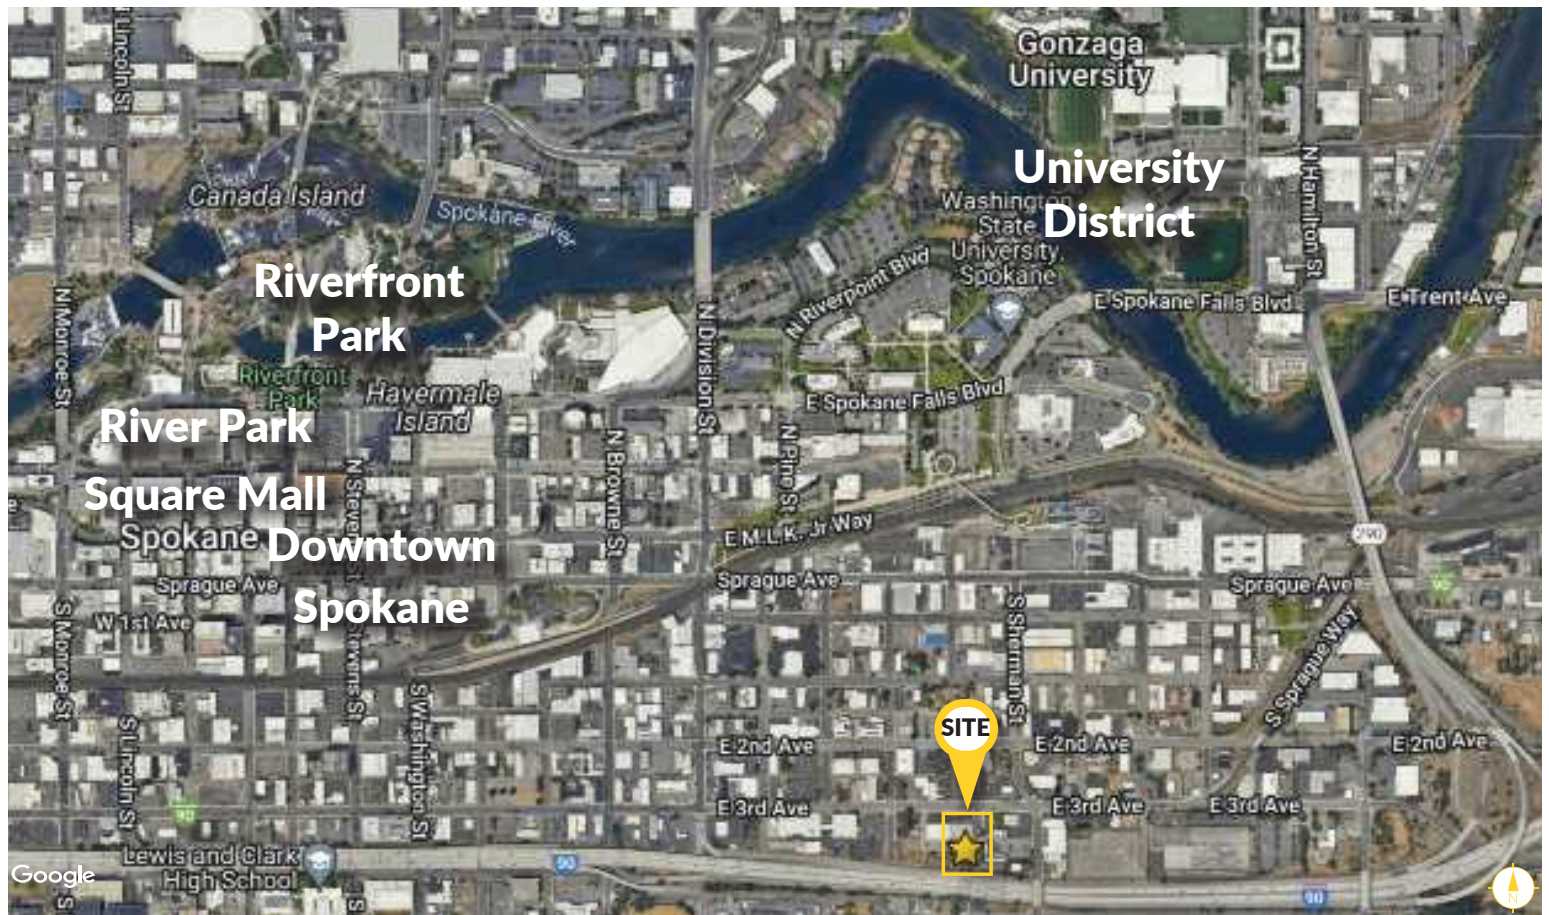 N Lincoln St
Gonzaga
University
University
District
Canada Island
Spokane River
Washington
State
University,
Spokane
N Hamilton St
N Riverpoint Blvd
Riverfront
Park
N Monroe St
N Division St
E Spokane Falls Blvd
E Trent Ave
Riverfront
Park
Havermale
Island
E Spokane Falls Blvd
River Park
Square Mall
N Stevens St
N Browne St
N Pine St
Spokane
Downtown
Spokane
E M.L.K. Jr Way
290
Sprague Ave
Sprague Ave
Sprague Ave
90
W 1st Ave
S Monroe St
S Stevens St
S Sherman St
S Sprague Way
S Lincoln St
S Washington St
SITE
E 2nd Ave
E 2nd Ave
E 2nd Ave
E 3rd Ave
E 3rd Ave
E 3rd Ave
90
Lewis and Clark
High School
Google
90
90
N